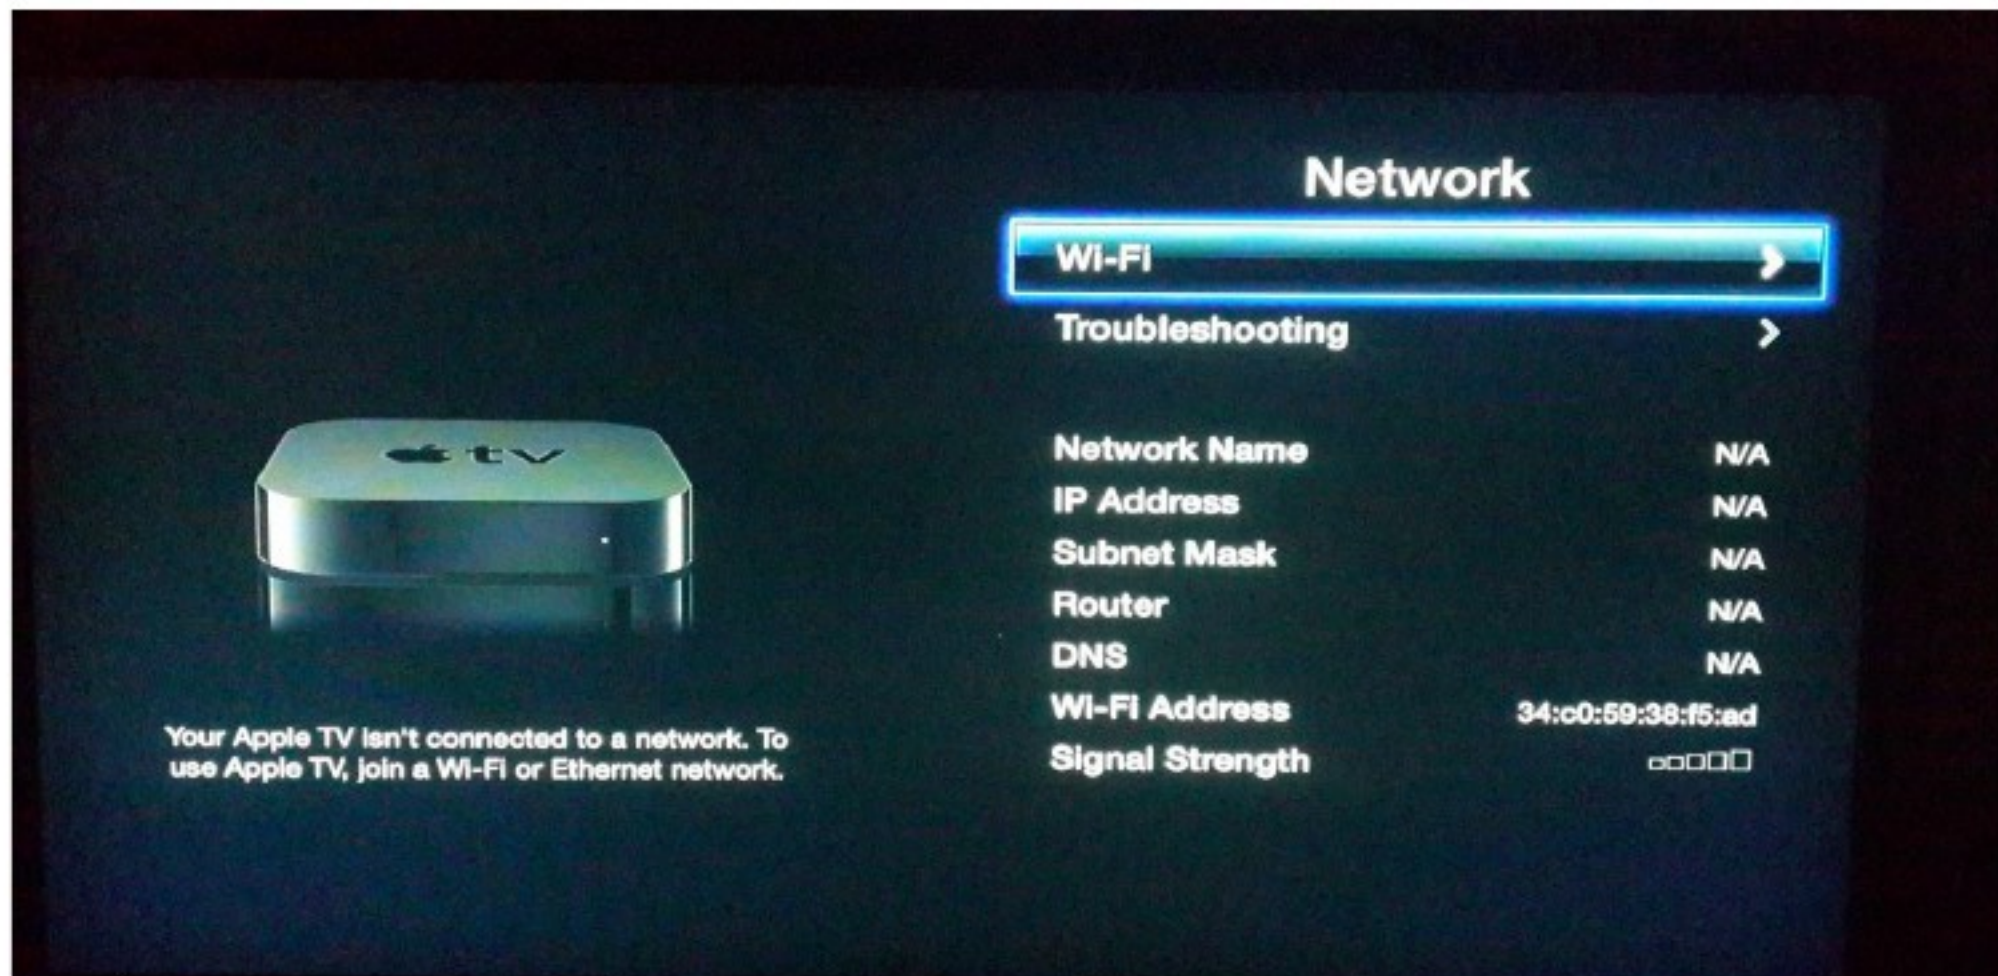 Network
Wi-Fi
Troubleshooting
Network Name N/A
IP Address N/A
Subnet Mask N/A
Router N/A
DNS N/A
Wi-Fi Address 34:c0:59:38:f5:ad
Signal Strength
tv
Your Apple TV isn't connected to a network. To
use Apple TV, join a Wi-Fi or Ethernet network.